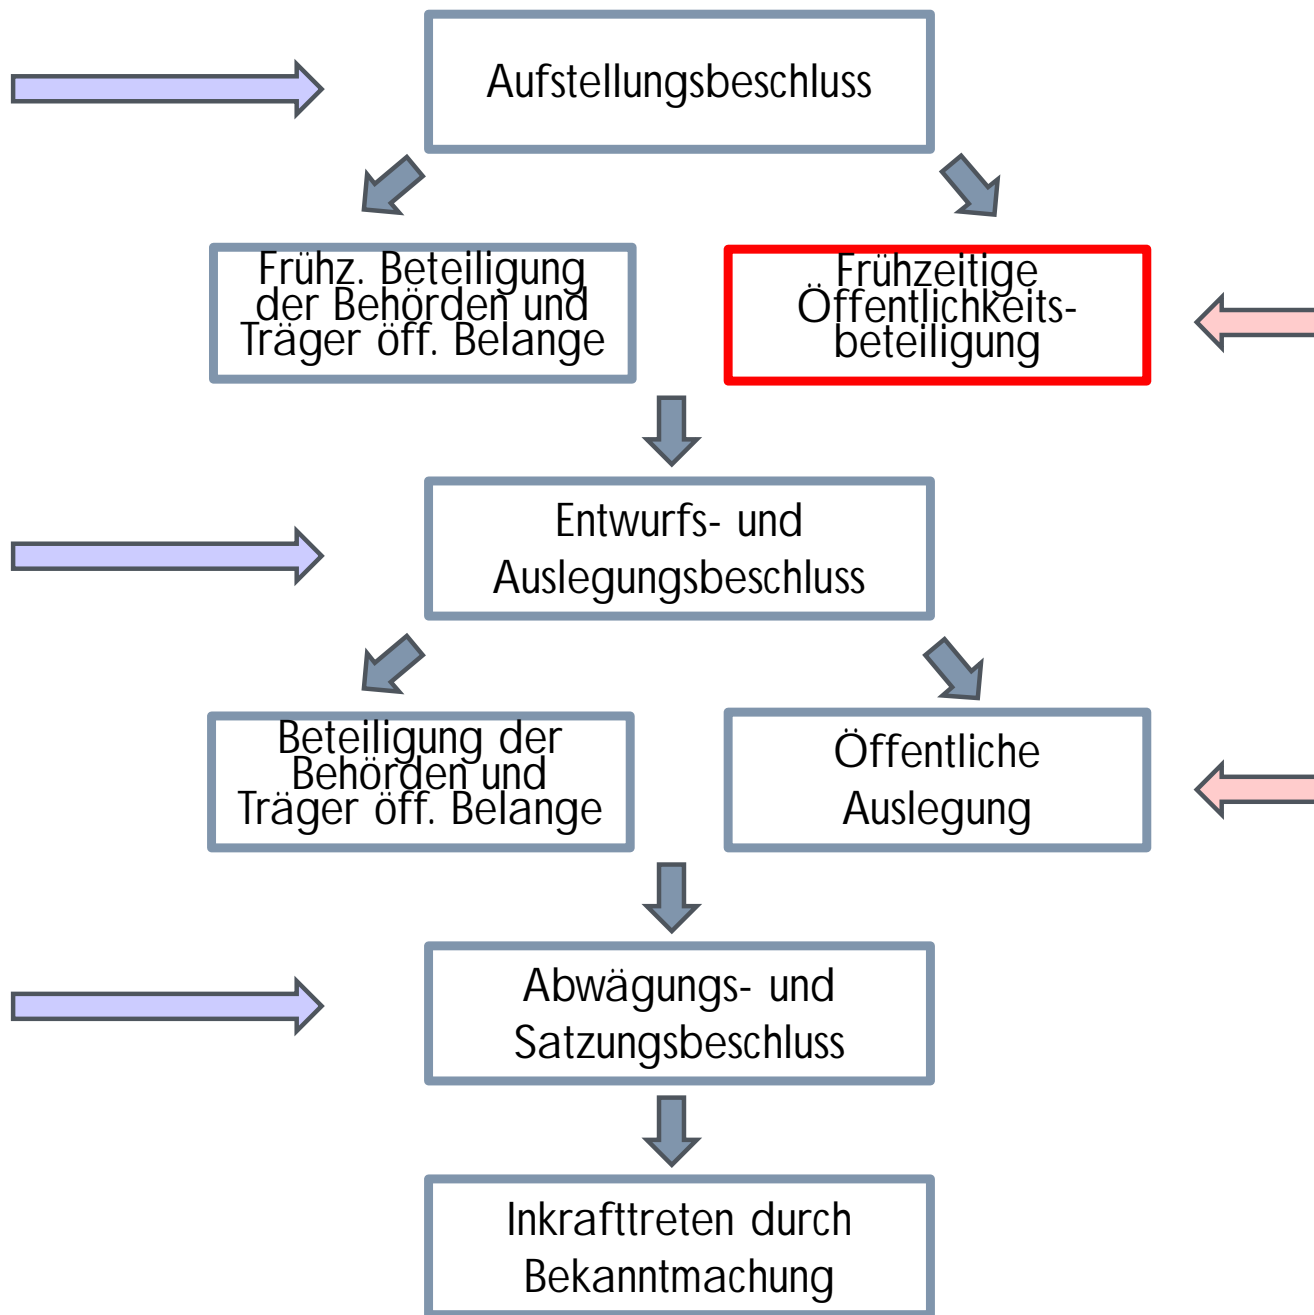 Aufstellungsbeschluss
Frühz. Beteiligung
der Behörden und
Träger öff. Belange
Frühzeitige
Öffentlichkeits-
beteiligung
Entwurfs- und
Auslegungsbeschluss
Beteiligung der
Behörden und
Träger öff. Belange
Öffentliche
Auslegung
Abwägungs- und
Satzungsbeschluss
Inkrafttreten durch
Bekanntmachung